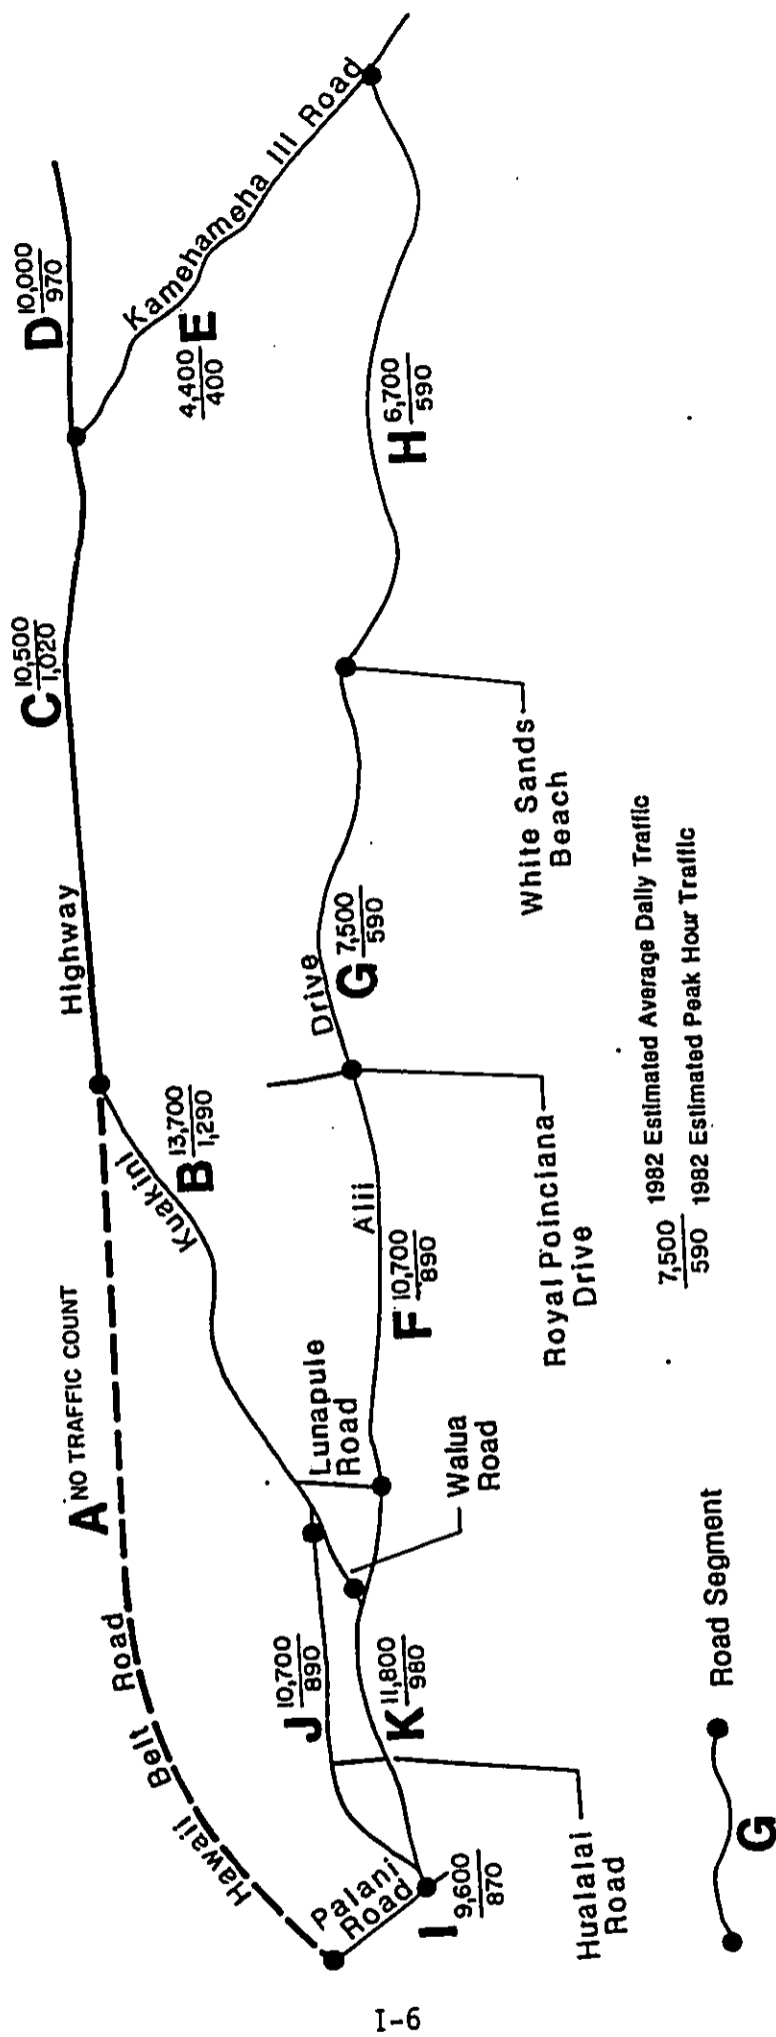 A NO TRAFFIC COUNT
Hawaii Belt Road
Kuakini
Highway
B 13,700
1,290
C 10,500
1,020
D 10,000
970
Kamehameha III Road
4,400 E
400
Palani
Road
I 9,600
870
J 10,700
890
K 11,800
980
Lunapule
Road
F 10,700
890
Alii
Drive
G 7,500
590
H 6,700
590
Hualalai
Road
Walua
Road
Royal Poinciana
Drive
White Sands
Beach
7,500 1982 Estimated Average Daily Traffic
590 1982 Estimated Peak Hour Traffic
G
Road Segment
I-6